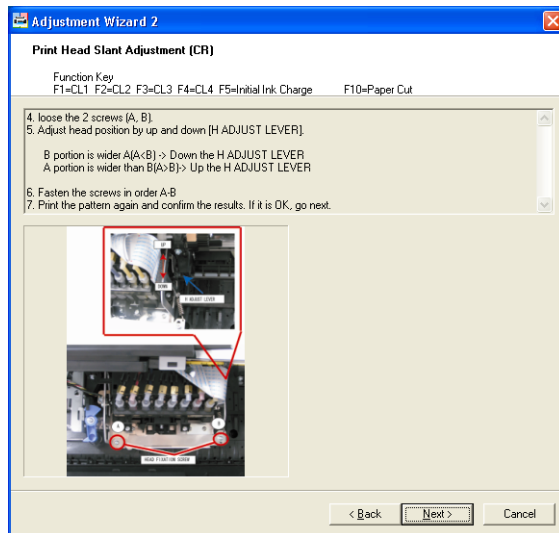 Adjustment Wizard 2
Print Head Slant Adjustment (CR)
Function Key
F1=CL1 F2=CL2 F3=CL3 F4=CL4 F5=Initial Ink Charge F10=Paper Cut
4. loose the 2 screws (A, B).
5. Adjust head position by up and down [H ADJUST LEVER].
B portion is wider A(A<B) -> Down the H ADJUST LEVER
A portion is wider than B(A>B)-> Up the H ADJUST LEVER
6. Fasten the screws in order A-B
7. Print the pattern again and confirm the results. If it is OK, go next.
UP
DOWN
H ADJUST LEVER
A
B
HEAD FIXATION SCREW
< Back
Next >
Cancel